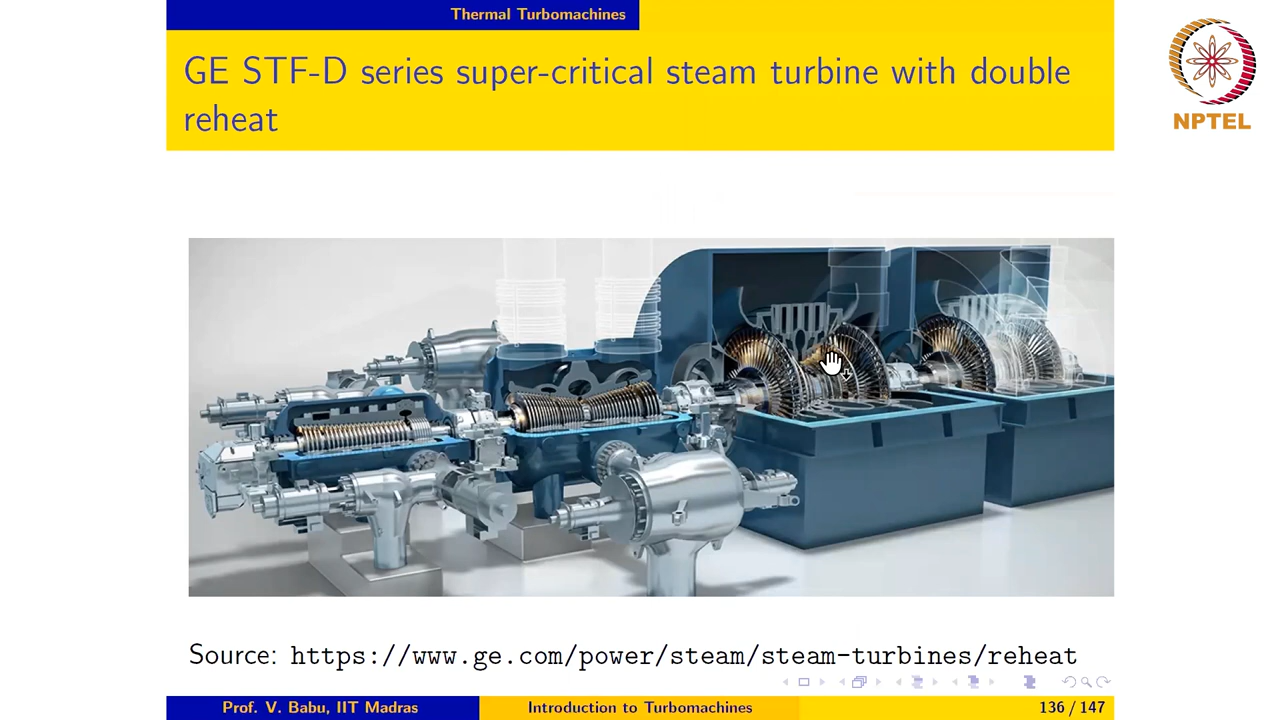 Thermal Turbomachines
GE STF-D series super-critical steam turbine with double
reheat
NPTEL
Source: https://www.ge.com/power/steam/steam-turbines/reheat
Prof. V. Babu, IIT Madras
Introduction to Turbomachines
136 / 147